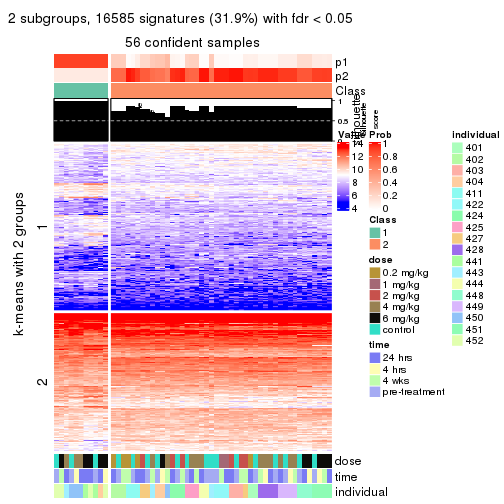 2 subgroups, 16585 signatures (31.9%) with fdr < 0.05
56 confident samples
p1
p2
Class
1
0.5
0
silhouette
score
k-means with 2 groups
1
2
Value
14
12
10
8
6
4
Prob
1
0.8
0.6
0.4
0.2
0
Class
1
2
dose
0.2 mg/kg
1 mg/kg
2 mg/kg
4 mg/kg
6 mg/kg
control
time
24 hrs
4 hrs
4 wks
pre-treatment
individual
401
402
403
404
411
422
424
425
427
428
441
443
444
448
449
450
451
452
dose
time
individual